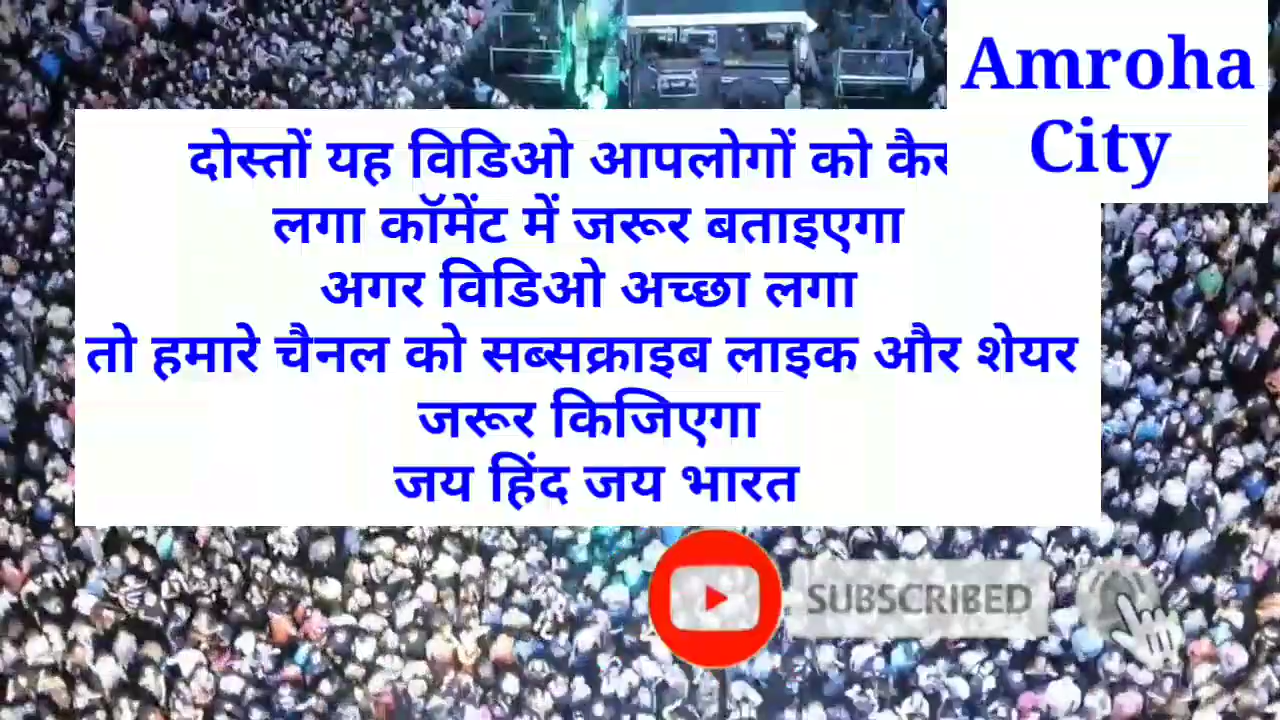 Amroha
City
दोस्तों यह विडिओ आपलोगों को
लगा कॉमेंट में जरूर बताइएगा
अगर विडिओ अच्छा लगा
तो हमारे चैनल को सब्सक्राइब लाइक और शेयर
जरूर किजिएगा
जय हिंद जय भारत
SUBSCRIBED